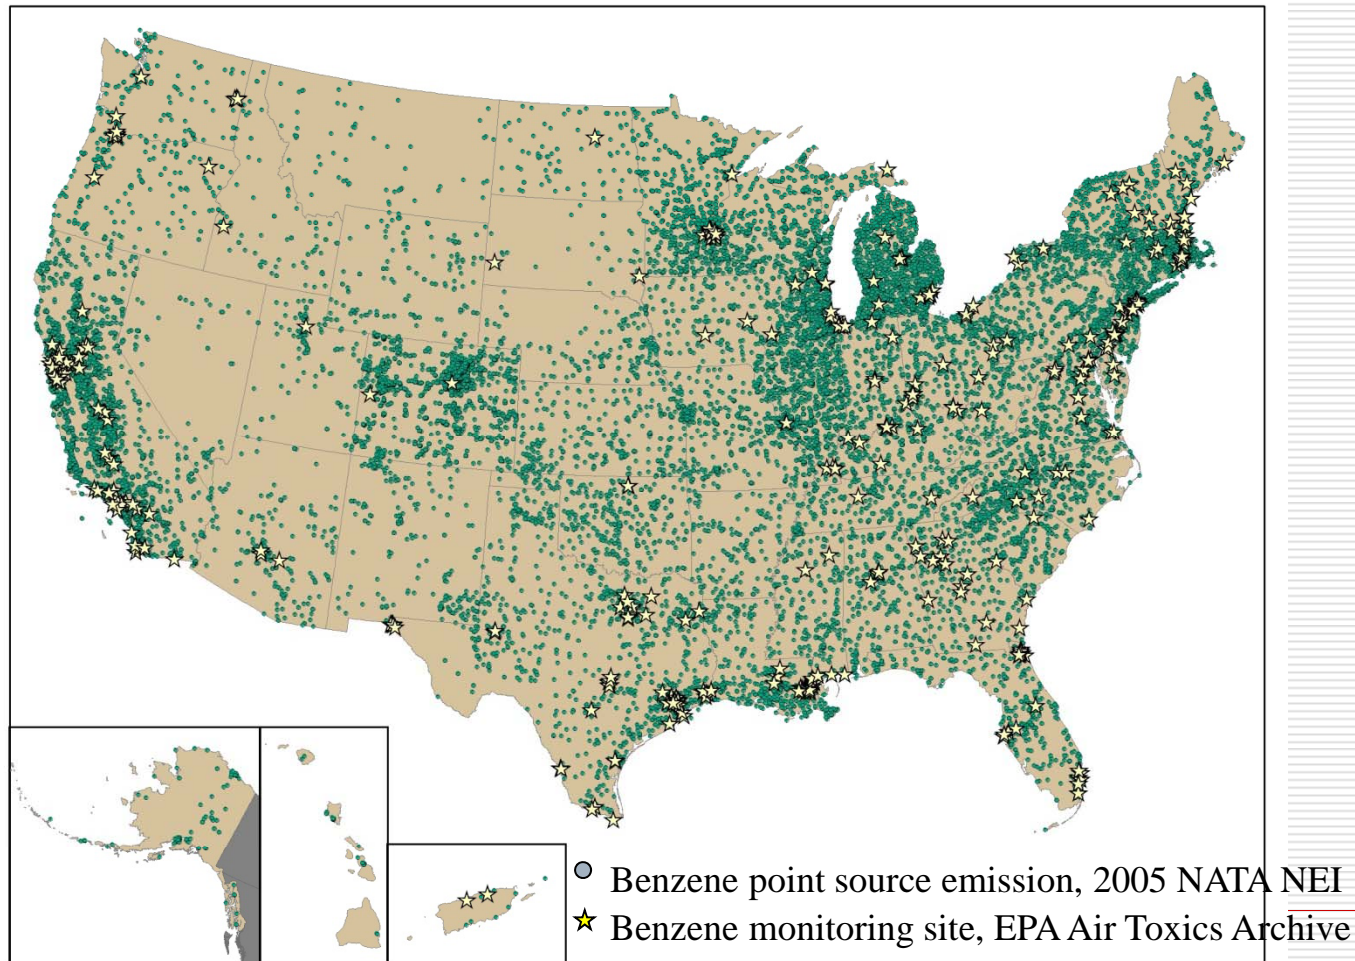 Benzene point source emission, 2005 NATA NEI
Benzene monitoring site, EPA Air Toxics Archive